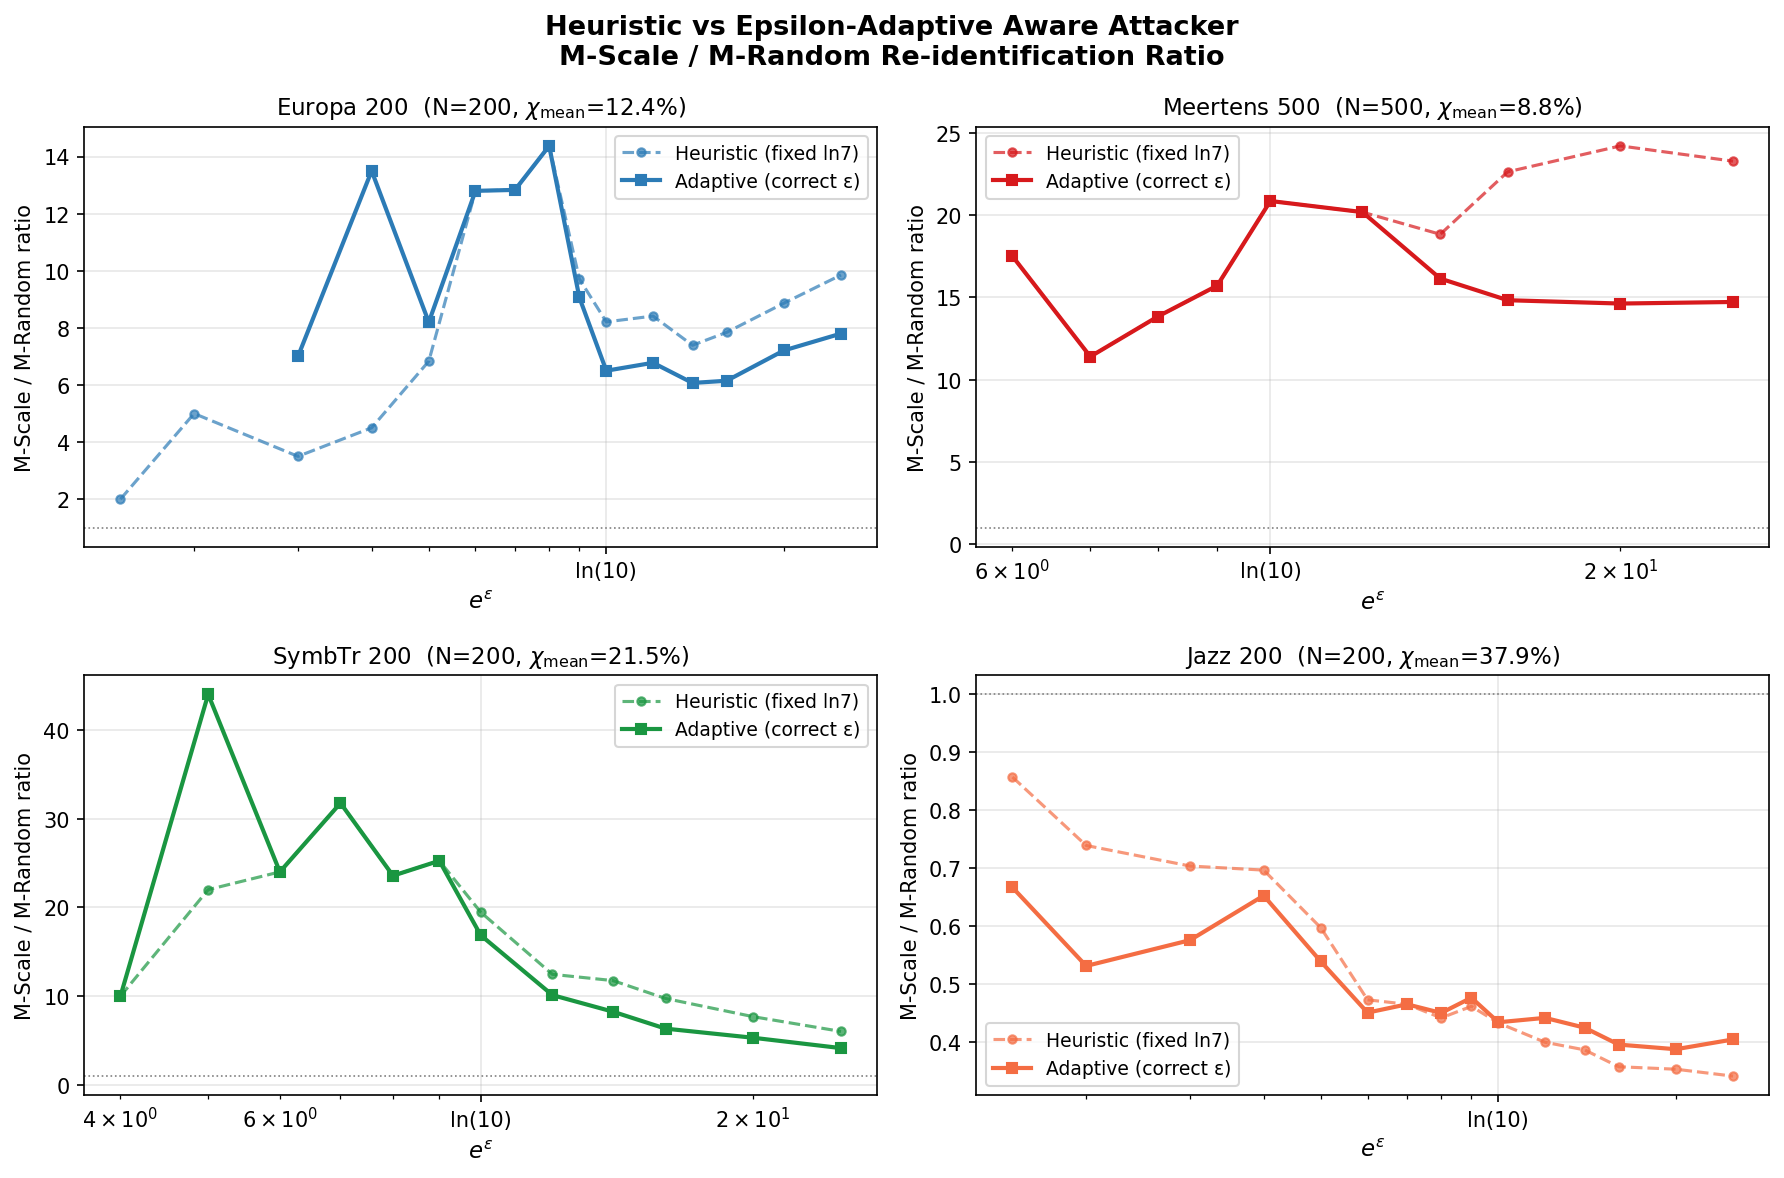 Heuristic vs Epsilon-Adaptive Aware Attacker
M-Scale / M-Random Re-identification Ratio
Europa 200 (N=200, χmean=12.4%)
M-Scale / M-Random ratio
14
12
10
8
6
4
2
Heuristic (fixed ln7)
Adaptive (correct ε)
ln(10)
e^ε
Meertens 500 (N=500, χmean=8.8%)
M-Scale / M-Random ratio
25
20
15
10
5
0
Heuristic (fixed ln7)
Adaptive (correct ε)
6 × 10⁰ ln(10) 2 × 10¹
e^ε
SymbTr 200 (N=200, χmean=21.5%)
M-Scale / M-Random ratio
40
30
20
10
0
Heuristic (fixed ln7)
Adaptive (correct ε)
4 × 10⁰ 6 × 10⁰ ln(10) 2 × 10¹
e^ε
Jazz 200 (N=200, χmean=37.9%)
M-Scale / M-Random ratio
1.0
0.9
0.8
0.7
0.6
0.5
0.4
Heuristic (fixed ln7)
Adaptive (correct ε)
ln(10)
e^ε